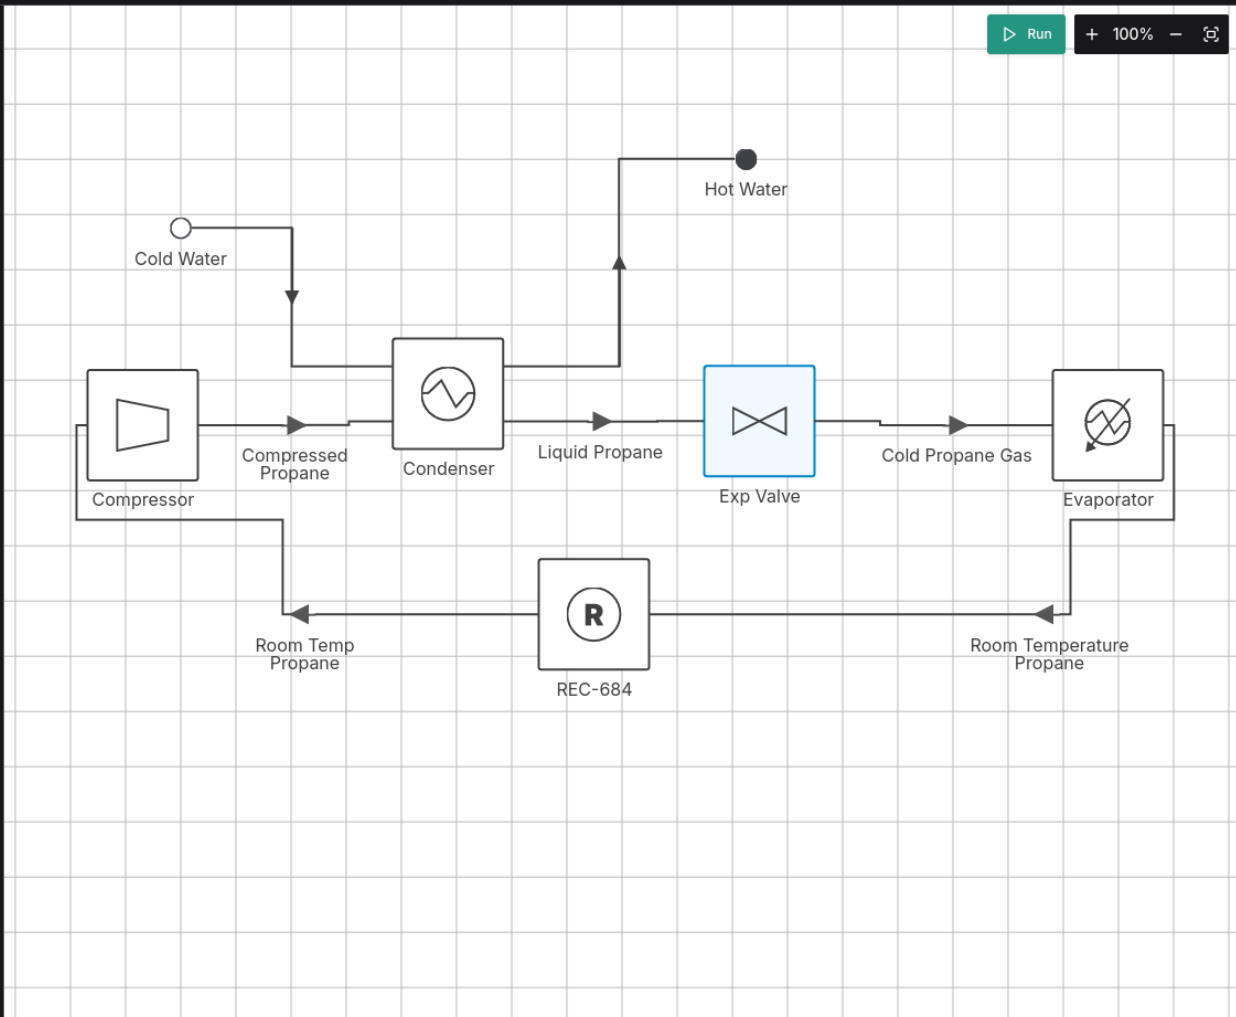 Run
100%
Hot Water
Cold Water
Compressed
Propane
Condenser
Liquid Propane
Exp Valve
Cold Propane Gas
Compressor
Evaporator
R
Room Temp
Propane
REC-684
Room Temperature
Propane